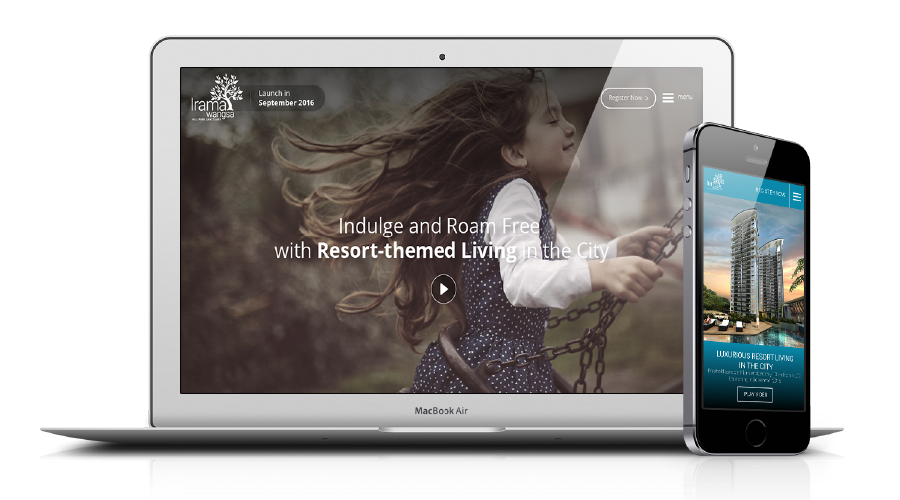 Irama
wangsa
Launch in
September 2016
Register Now >
menu
Indulge and Roam Free
with Resort-themed Living in the City
MacBook Air
REGISTER NOW
LUXURIOUS RESORT LIVING
IN THE CITY
PLAY VIDEO